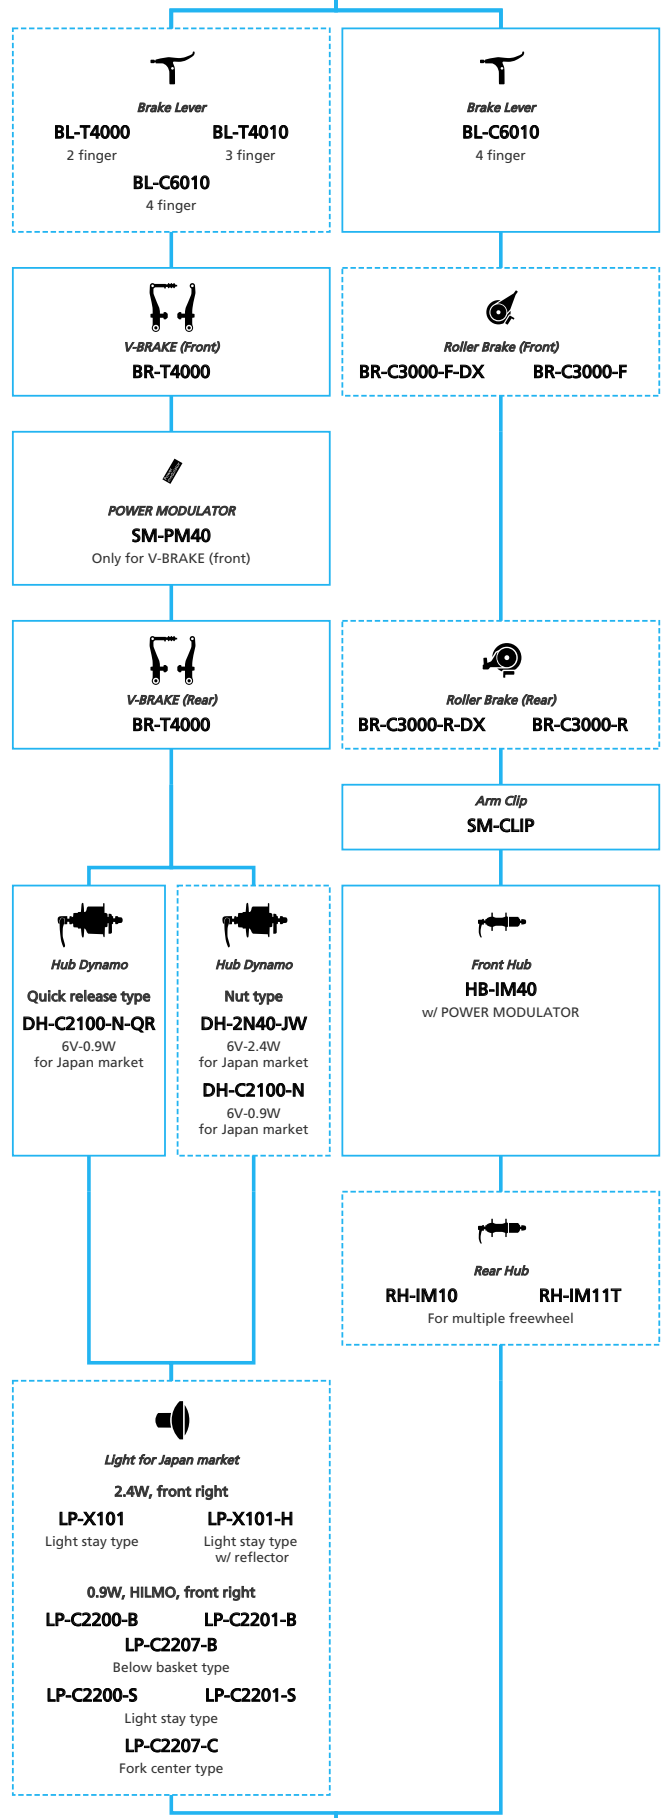 Brake Lever
BL-T4000 BL-T4010
2 finger 3 finger
BL-C6010
4 finger
Brake Lever
BL-C6010
4 finger
V-BRAKE (Front)
BR-T4000
Roller Brake (Front)
BR-C3000-F-DX BR-C3000-F
POWER MODULATOR
SM-PM40
Only for V-BRAKE (front)
V-BRAKE (Rear)
BR-T4000
Roller Brake (Rear)
BR-C3000-R-DX BR-C3000-R
Arm Clip
SM-CLIP
Hub Dynamo
Quick release type
DH-C2100-N-QR
6V-0.9W
for Japan market
Hub Dynamo
Nut type
DH-2N40-JW
6V-2.4W
for Japan market
DH-C2100-N
6V-0.9W
for Japan market
Front Hub
HB-IM40
w/ POWER MODULATOR
Rear Hub
RH-IM10 RH-IM11T
For multiple freewheel
Light for Japan market
2.4W, front right
LP-X101 LP-X101-H
Light stay type Light stay type
w/ reflector
0.9W, HILMO, front right
LP-C2200-B LP-C2201-B
LP-C2207-B
Below basket type
LP-C2200-S LP-C2201-S
Light stay type
LP-C2207-C
Fork center type